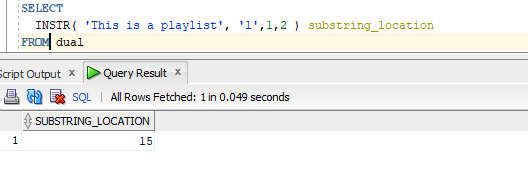 SELECT
INSTR( 'This is a playlist', 'l',1,2 ) substring_location
FROM dual
Script Output x Query Result x
SQL | All Rows Fetched: 1 in 0.049 seconds
SUBSTRING_LOCATION
1 15